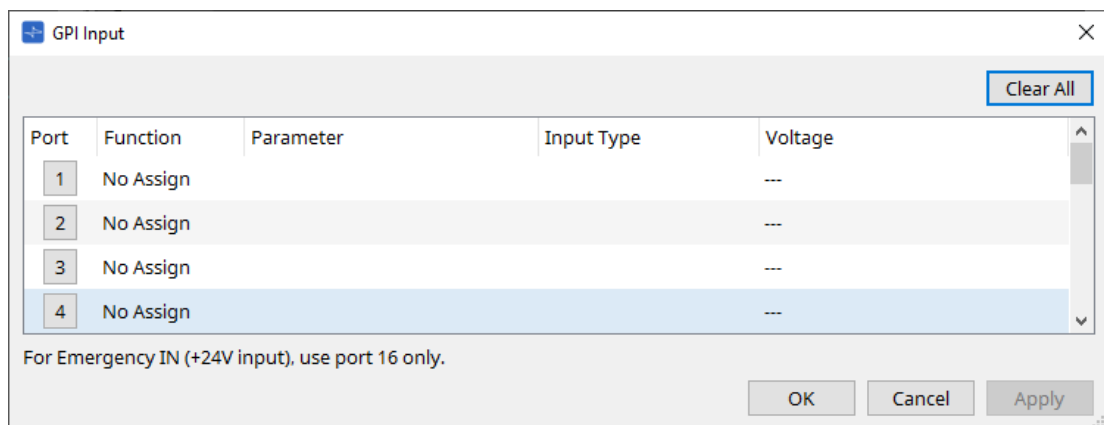 GPI Input
Clear All
Port Function Parameter Input Type Voltage
1 No Assign ---
2 No Assign ---
3 No Assign ---
4 No Assign ---
For Emergency IN (+24V input), use port 16 only.
OK Cancel Apply